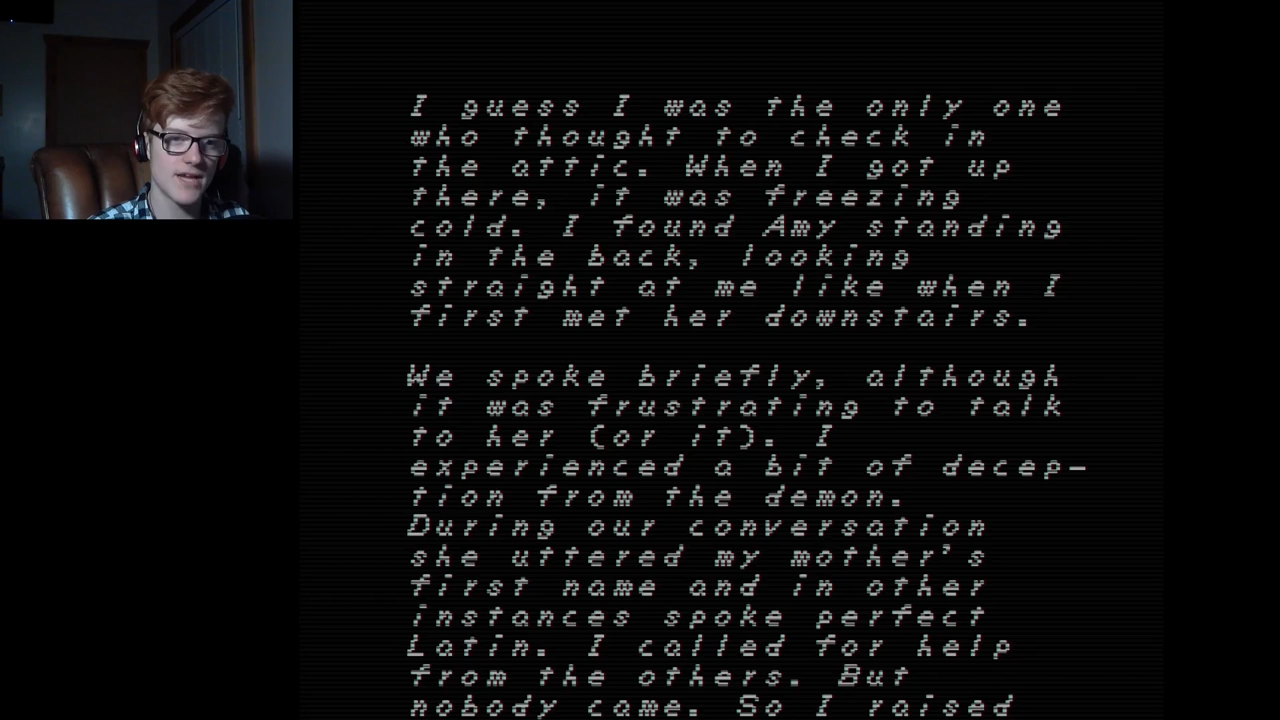 I guess I was the only one
who thought to check in
the attic. When I got up
there, it was freezing
cold. I found Amy standing
in the back, looking
straight at me like when I
first met her downstairs.
We spoke briefly, although
it was frustrating to talk
to her (or it). I
experienced a bit of decep-
tion from the demon.
During our conversation
she uttered my mother's
first name and in other
instances spoke perfect
Latin. I called for help
from the others. But
nobody came. So I raised